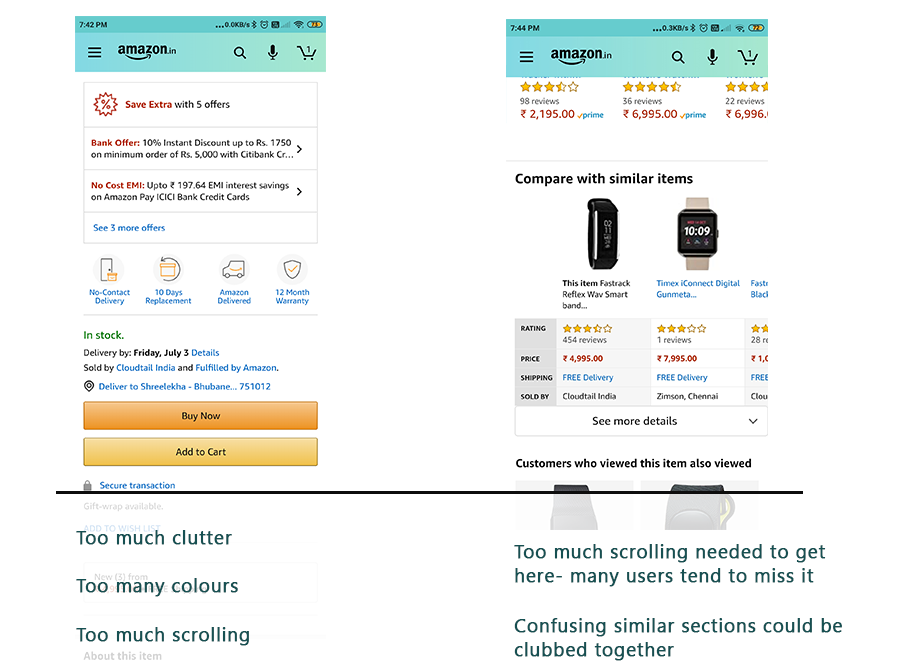 7:42 PM
...0.0KB/s
73
amazon.in
1
Save Extra with 5 offers
Bank Offer: 10% Instant Discount up to Rs. 1750
on minimum order of Rs. 5,000 with Citibank Cr...
No Cost EMI: Upto ₹ 197.64 EMI interest savings
on Amazon Pay ICICI Bank Credit Cards
See 3 more offers
No-Contact
Delivery
10 Days
Replacement
Amazon
Delivered
12 Month
Warranty
In stock.
Delivery by: Friday, July 3 Details
Sold by Cloudtail India and Fulfilled by Amazon.
Deliver to Shreelekha - Bhubane... 751012
Buy Now
Add to Cart
Secure transaction
Gift-wrap available.
ADD TO WISH LIST
Too much clutter
New (3) from
Too many colours
Too much scrolling
About this item
7:44 PM
...0.3KB/s
72
amazon.in
1
98 reviews
₹ 2,195.00 prime
36 reviews
₹ 6,995.00 prime
22 reviews
₹ 6,996.
Compare with similar items
This item Fastrack
Reflex Wav Smart
band...
Timex iConnect Digital
Gunmeta...
Fastr
Black
10:09
RATING
454 reviews
1 reviews
28 r
PRICE
₹ 4,995.00
₹ 7,995.00
₹ 1,0
SHIPPING
FREE Delivery
FREE Delivery
FREE
SOLD BY
Cloudtail India
Zimson, Chennai
Clou
See more details
Customers who viewed this item also viewed
Too much scrolling needed to get
here- many users tend to miss it
Confusing similar sections could be
clubbed together